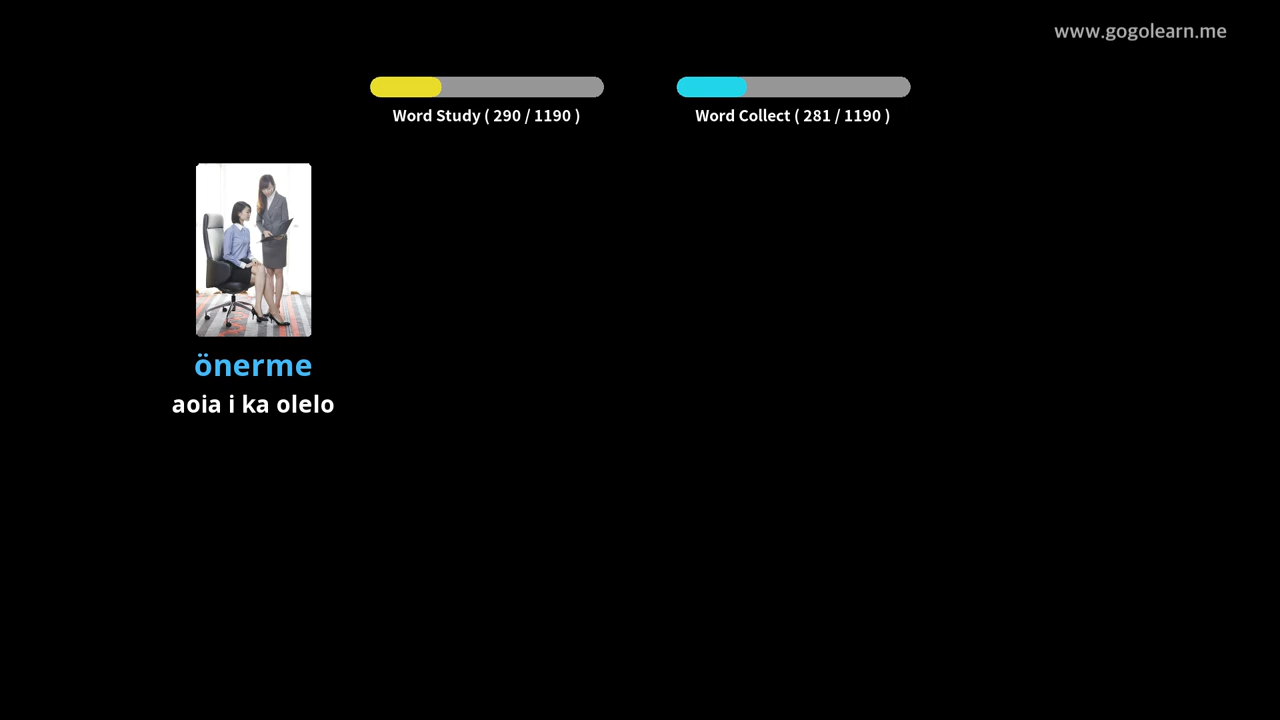 www.gogolearn.me
Word Study ( 290 / 1190 )
Word Collect ( 281 / 1190 )
önerme
aoia i ka olelo